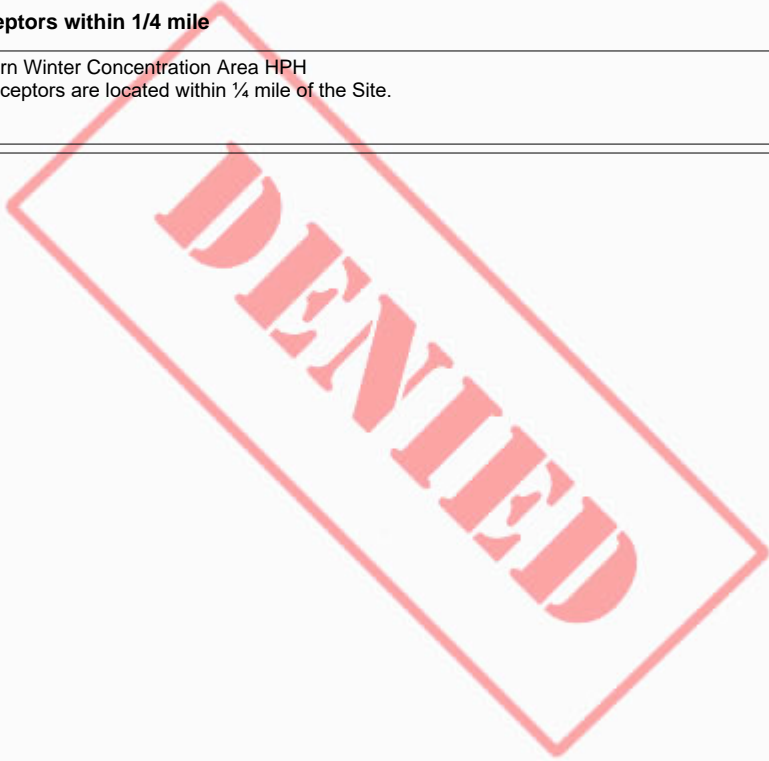 eptors within 1/4 mile
rn Winter Concentration Area HPH
ceptors are located within ¼ mile of the Site.
DENIED